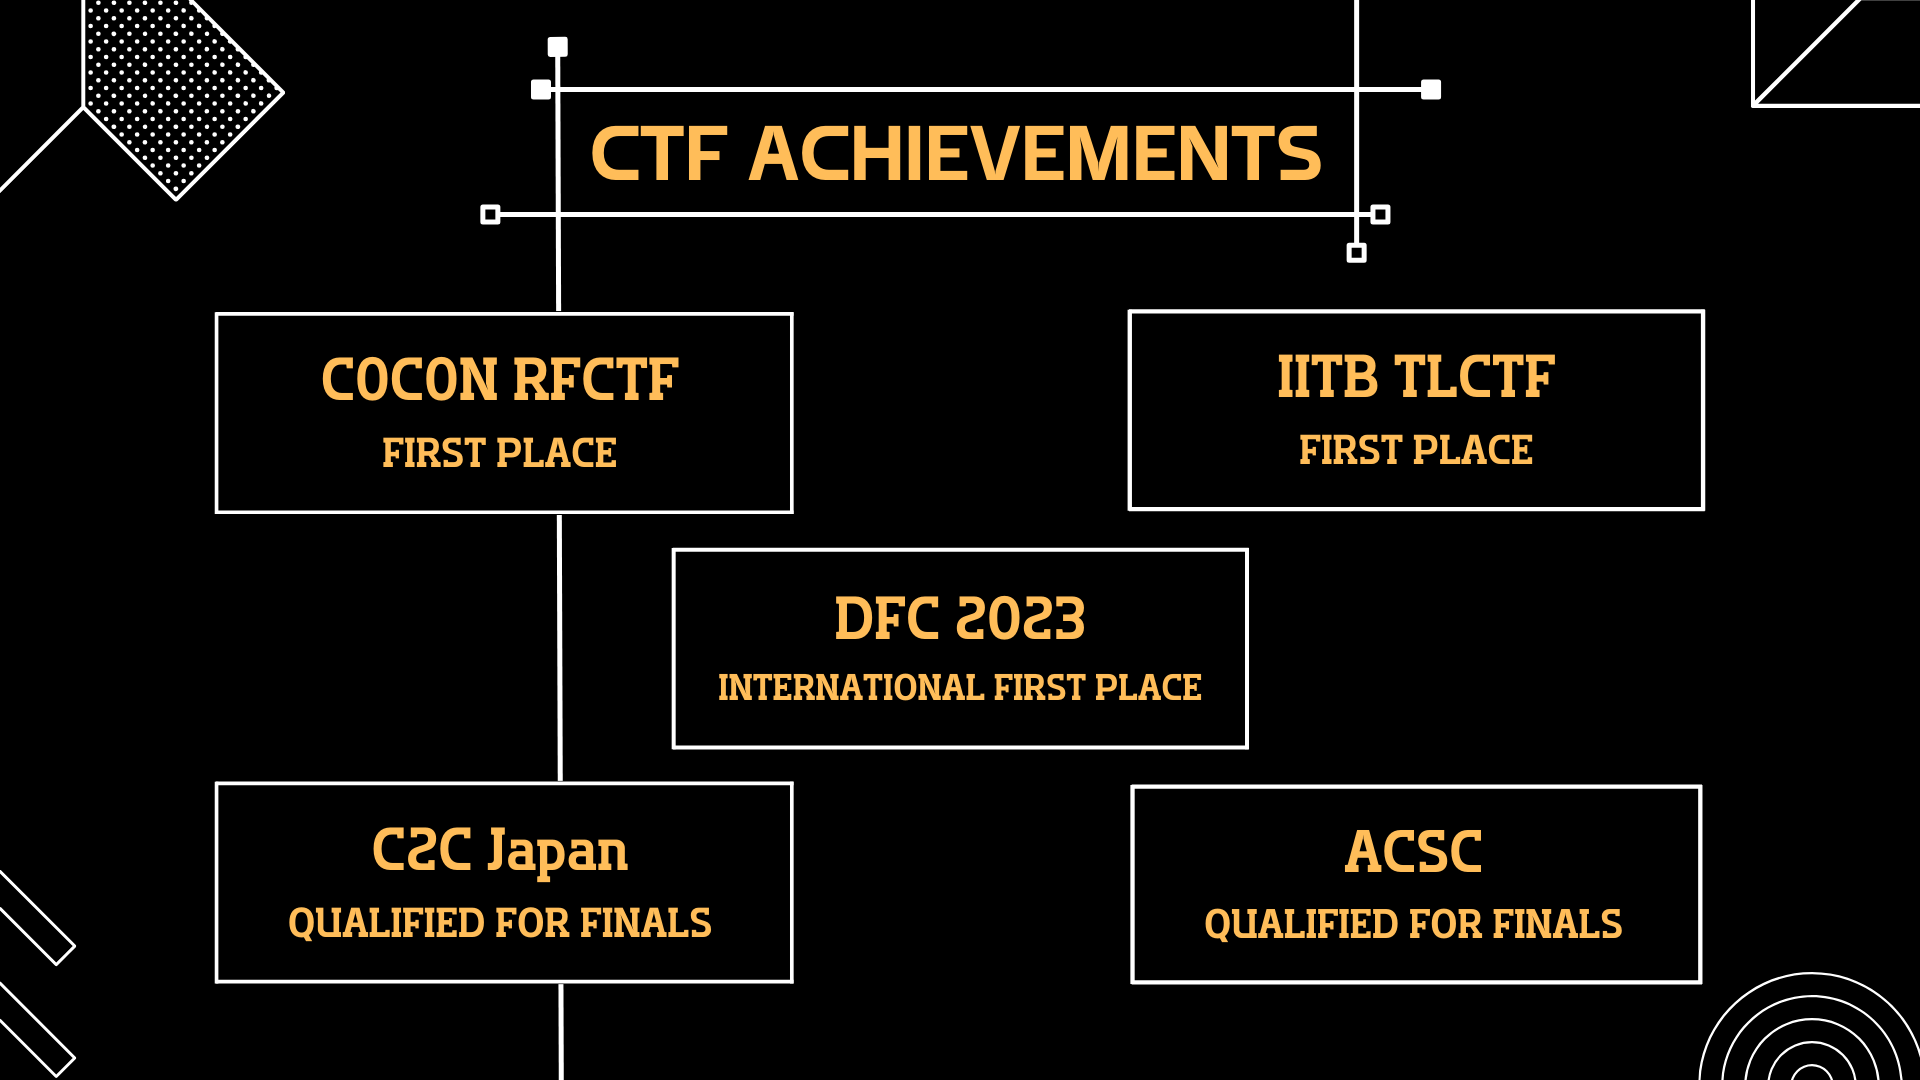 CTF ACHIEVEMENTS
C0C0N RFCTF
FIRST PLACE
IITB TLCTF
FIRST PLACE
DFC 2023
INTERNATIONAL FIRST PLACE
C2C Japan
QUALIFIED FOR FINALS
ACSC
QUALIFIED FOR FINALS